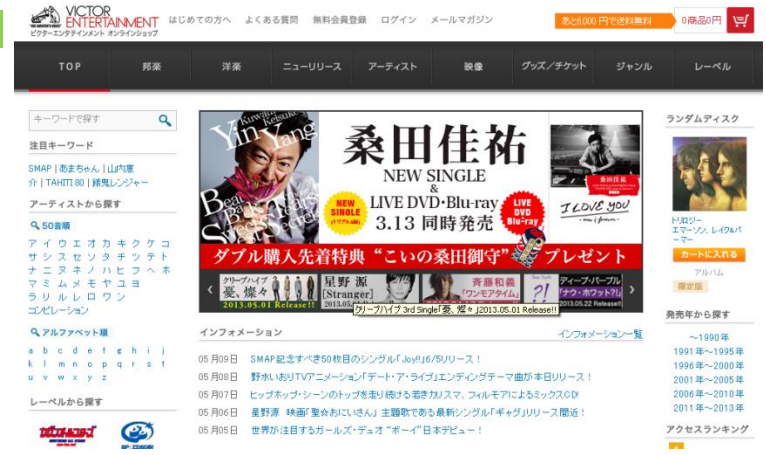 VICTOR
ENTERTAINMENT
ビクターエンタテインメント オンラインショップ
はじめての方へ よくある質問 無料会員登録 ログイン メールマガジン
あと6,000 円で送料無料
0商品0円
TOP 邦楽 洋楽 ニューリリース アーティスト 映像 グッズ/チケット ジャンル レーベル
キーワードで探す
注目キーワード
SMAP | あまちゃん | 山内惠
介 | TAHITI 80 | 銀鬼レンジャー
アーティストから探す
50音順
ア イ ウ エ オ カ キ ク ケ コ
サ シ ス セ ソ タ チ ツ テ ト
ナ ニ ヌ ネ ノ ハ ヒ フ ヘ ホ
マ ミ ム メ モ ヤ ユ ヨ
ラ リ ル レ ロ ワ ン
コンピレーション
アルファベット順
a b c d e f g h i j
k l m n o p q r s t
u v w x y z
レーベルから探す
Kuwata Keisuke
Yin Yang
Beat
桑田佳祐
NEW SINGLE
&
LIVE DVD・Blu-ray
3.13 同時発売
NEW
SINGLE
LIVE
DVD
Blu-ray
桑田佳祐
I LOVE YOU
-now & forever-
ダブル購入先着特典 “こいの桑田御守” プレゼント
クリープハイプ
憂、燦々
2013.05.01 Release!!
星野 源
[Stranger]
2013.05
斉藤和義
「ワンモアタイム」
?!
ディープ・パープル
「ナウ・ホワット?!」
2013.05.22 Release!!
クリープハイプ 3rd Single「憂、燦々」2013.05.01 Release!!
インフォメーション
インフォメーション一覧
05月09日 SMAP記念すべき50枚目のシングル「Joy!!」6/5リリース!
05月08日 野水いおりTVアニメーション「デート・ア・ライブ」エンディングテーマ曲が本日リリース!
05月07日 ヒップホップ・シーンのトップを走り続ける若きカリスマ、フィルモアによるミックスCD!
05月06日 星野源 映画「聖☆おにいさん」主題歌である最新シングル「ギャグ」リリース間近!
05月05日 世界が注目するガールズ・デュオ “ボーイ”日本デビュー!
ランダムディスク
トリロジー
エマーソン、レイク&パ
ーマー
カートに入れる
アルバム
限定版
発売年から探す
~1990年
1991年~1995年
1996年~2000年
2001年~2005年
2006年~2010年
2011年~2013年
アクセスランキング